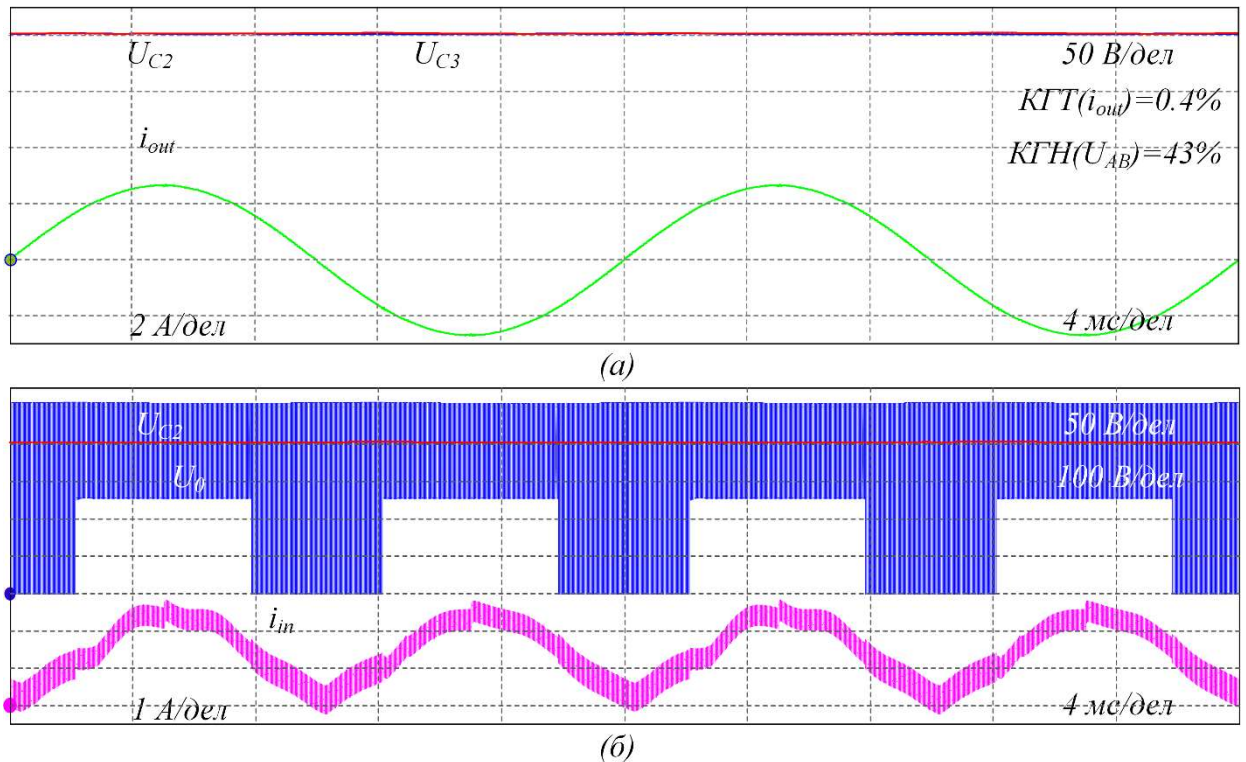 U_C2 U_C3 50 В/дел
КГТ(i_out)=0.4%
i_out КГН(U_AB)=43%
2 А/дел 4 мс/дел
(а)
U_C2 50 В/дел
U_0 100 В/дел
i_in
1 А/дел 4 мс/дел
(б)